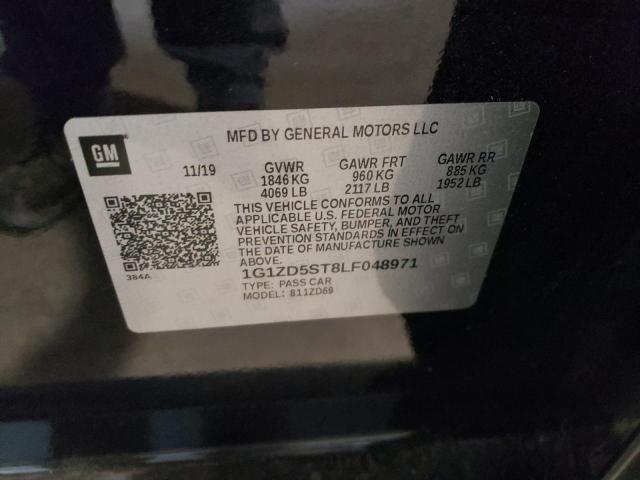 GM
MFD BY GENERAL MOTORS LLC
11/19 GVWR GAWR FRT GAWR RR
1846 KG 960 KG 885 KG
4069 LB 2117 LB 1952 LB
THIS VEHICLE CONFORMS TO ALL
APPLICABLE U.S. FEDERAL MOTOR
VEHICLE SAFETY, BUMPER, AND THEFT
PREVENTION STANDARDS IN EFFECT ON
THE DATE OF MANUFACTURE SHOWN
ABOVE.
1G1ZD5ST8LF048971
384A
TYPE: PASS CAR
MODEL: 811ZD69